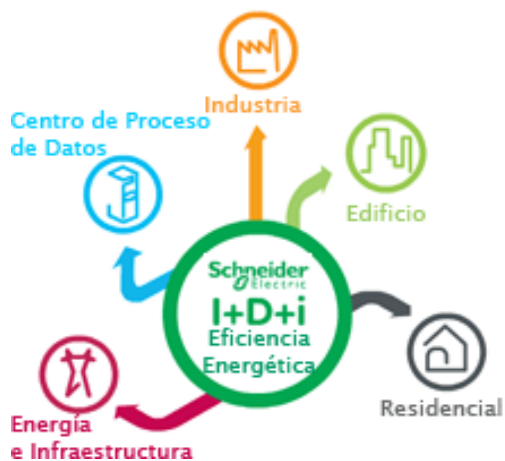 Industria
Centro de Proceso
de Datos
Edificio
Schneider
Electric
I+D+i
Eficiencia
Energética
Residencial
Energía
e Infraestructura